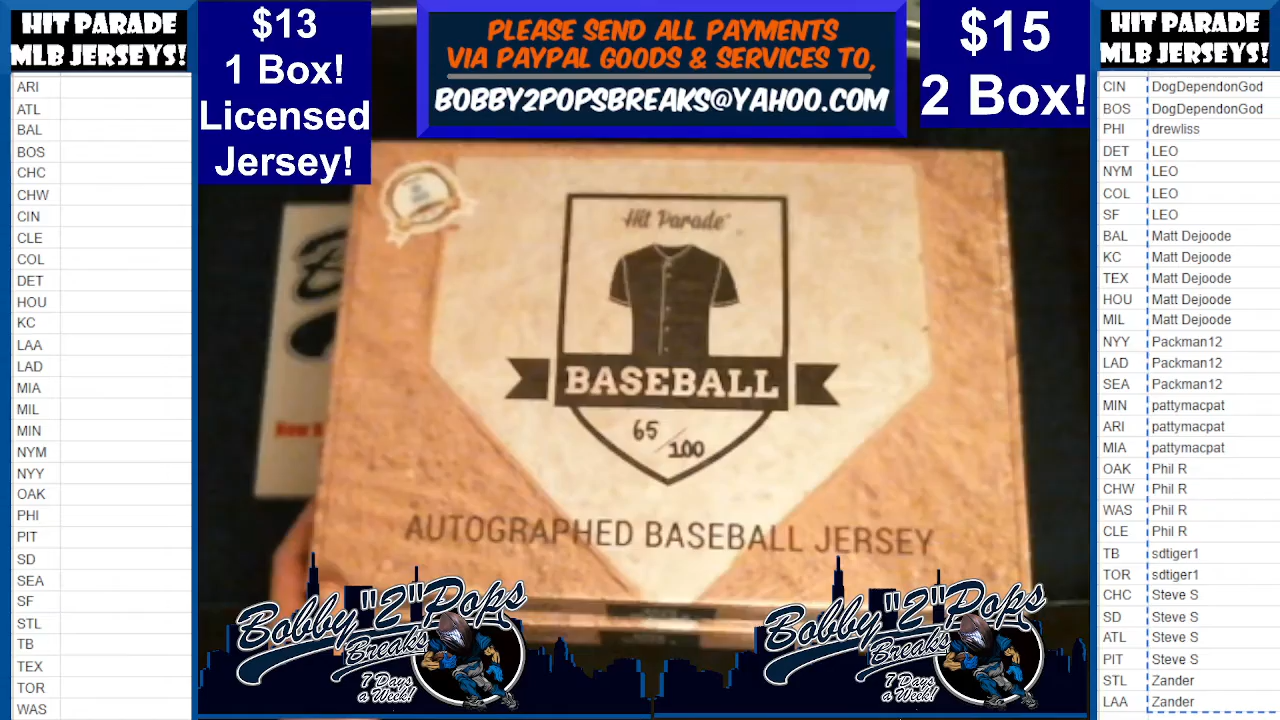 HIT PARADE
MLB JERSEYS!
ARI
ATL
BAL
BOS
CHC
CHW
CIN
CLE
COL
DET
HOU
KC
LAA
LAD
MIA
MIL
MIN
NYM
NYY
OAK
PHI
PIT
SD
SEA
SF
STL
TB
TEX
TOR
WAS
$13
1 Box!
Licensed
Jersey!
PLEASE SEND ALL PAYMENTS
VIA PAYPAL GOODS & SERVICES TO,
BOBBY2POPSBREAKS@YAHOO.COM
$15
2 Box!
Hit Parade
BASEBALL
65/100
AUTOGRAPHED BASEBALL JERSEY
Bobby "2" Pops
Breaks
7 Days
a Week!
Bobby "2" Pops
Breaks
7 Days
a Week!
HIT PARADE
MLB JERSEYS!
CIN DogDependonGod
BOS DogDependonGod
PHI drewliss
DET LEO
NYM LEO
COL LEO
SF LEO
BAL Matt Dejoode
KC Matt Dejoode
TEX Matt Dejoode
HOU Matt Dejoode
MIL Matt Dejoode
NYY Packman12
LAD Packman12
SEA Packman12
MIN pattymacpat
ARI pattymacpat
MIA pattymacpat
OAK Phil R
CHW Phil R
WAS Phil R
CLE Phil R
TB sdtiger1
TOR sdtiger1
CHC Steve S
SD Steve S
ATL Steve S
PIT Steve S
STL Zander
LAA Zander